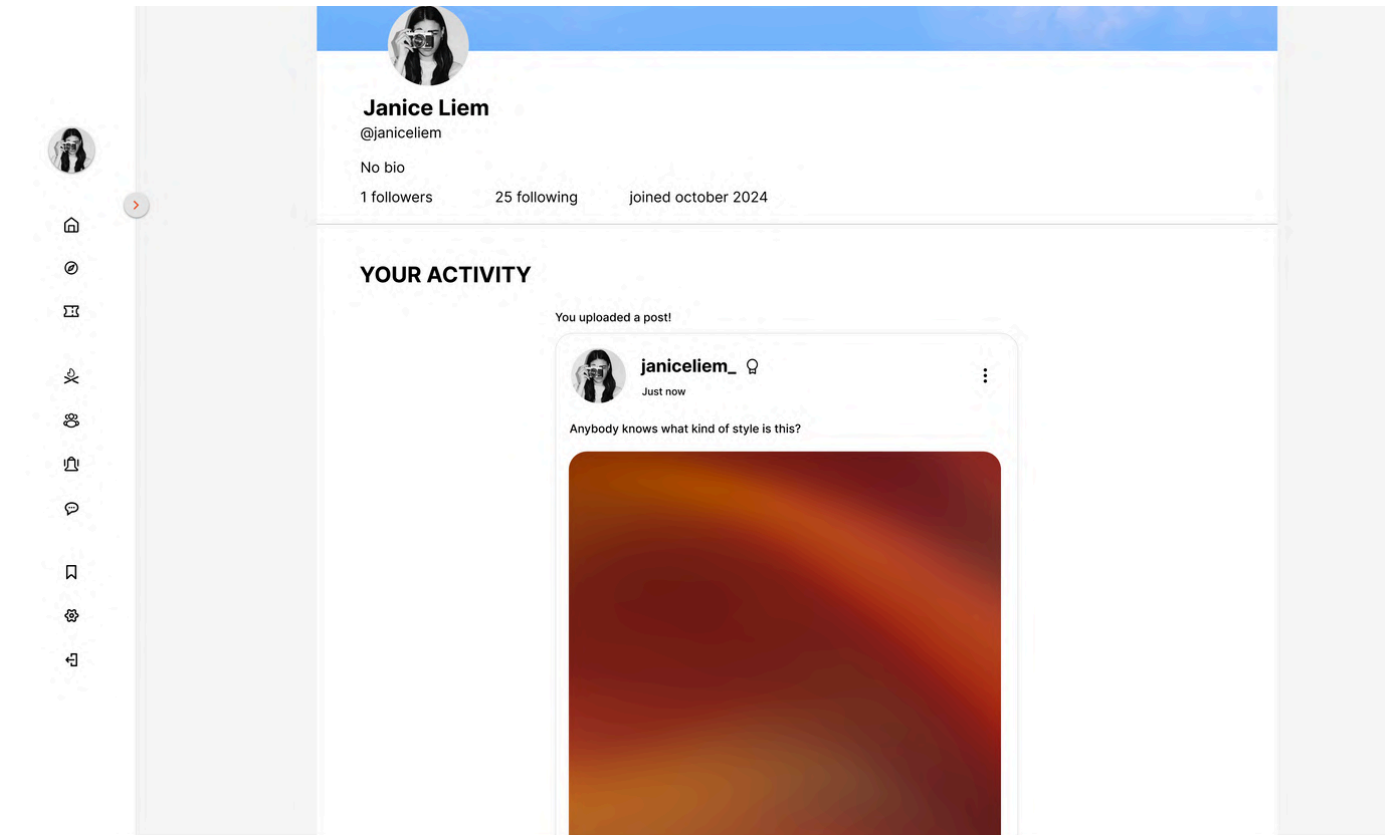 Janice Liem
@janiceliem
No bio
1 followers 25 following joined october 2024
YOUR ACTIVITY
You uploaded a post!
janiceliem_
Just now
Anybody knows what kind of style is this?